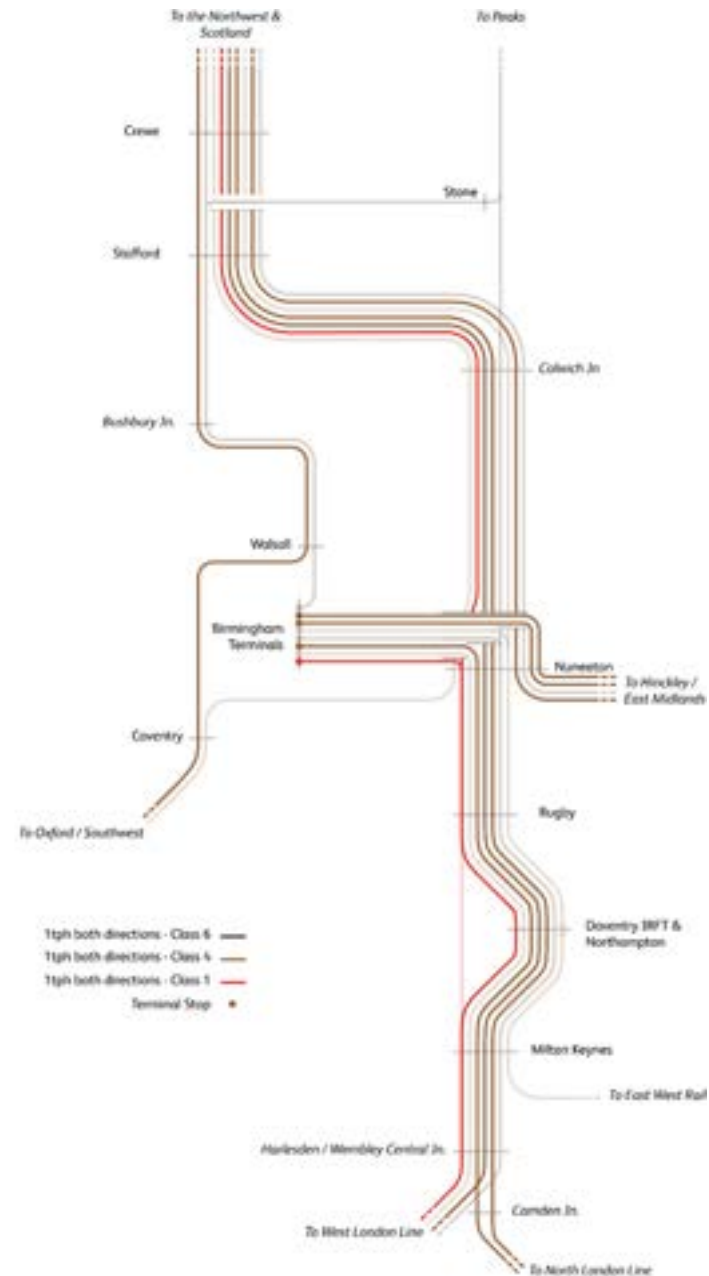 To the Northwest &
Scotland
To Peaks
Crewe
Stone
Stafford
Colwich Jn
Bushbury Jn.
Walsall
Birmingham
Terminals
Nuneaton
To Hinckley /
East Midlands
Coventry
Rugby
To Oxford / Southwest
Daventry IRFT &
Northampton
1tph both directions - Class 6
1tph both directions - Class 4
1tph both directions - Class 1
Terminal Stop
Milton Keynes
To East West Rail
Harlesden / Wembley Central Jn.
Camden Jn.
To West London Line
To North London Line